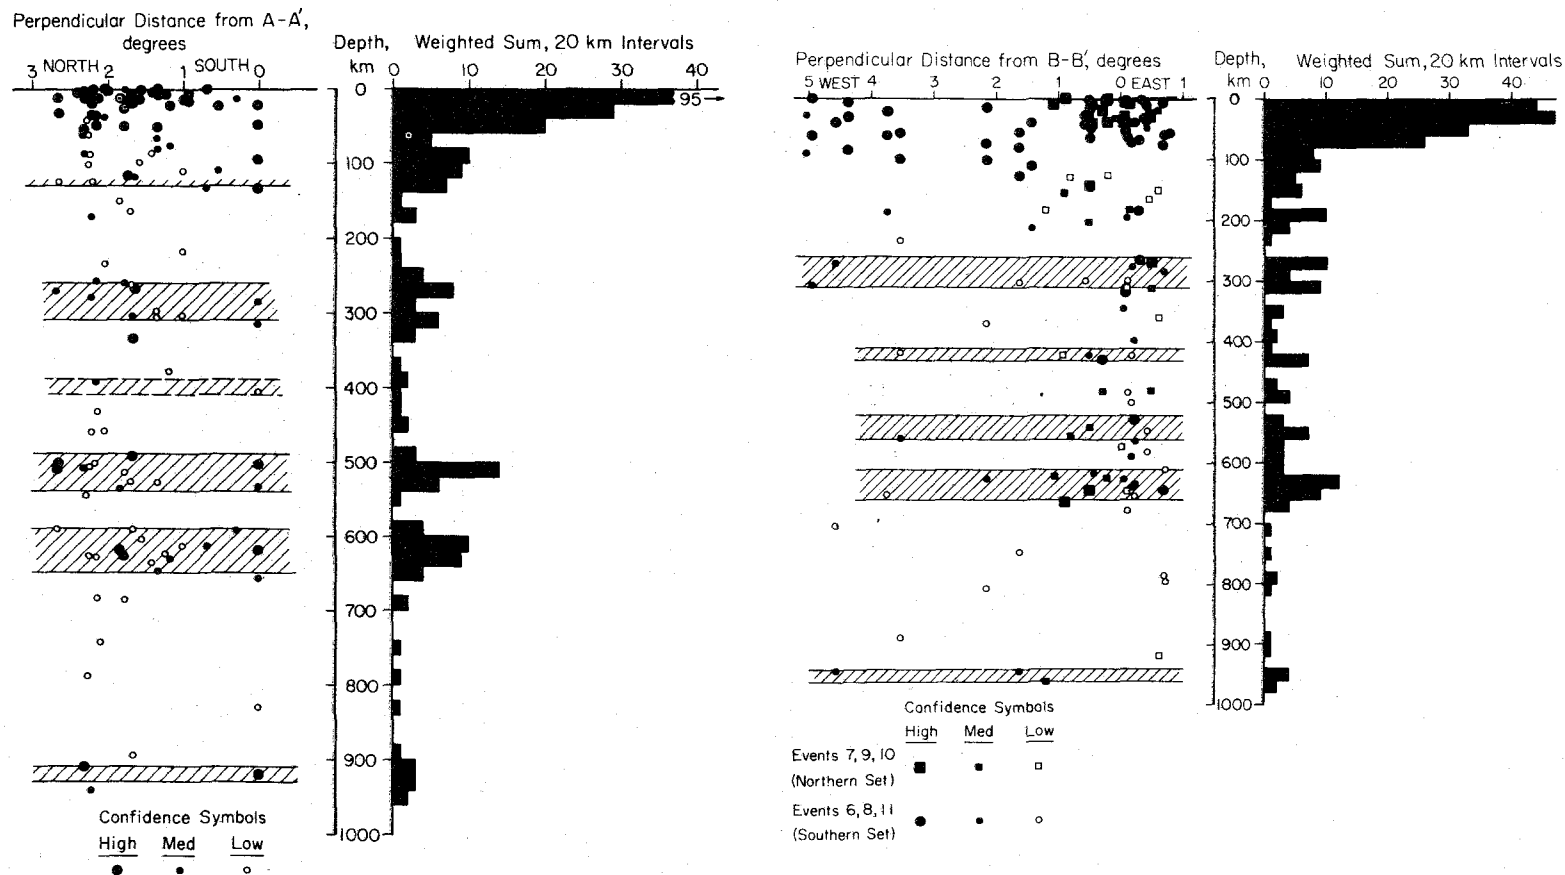 Perpendicular Distance from A-A',
degrees
3 NORTH 2 1 SOUTH 0
Depth,
km
Weighted Sum, 20 km Intervals
0 10 20 30 40
95
0
100
200
300
400
500
600
700
800
900
1000
Confidence Symbols
High Med Low
Perpendicular Distance from B-B', degrees
5 WEST 4 3 2 1 0 EAST 1
Depth,
km
Weighted Sum, 20 km Intervals
0 10 20 30 40
0
100
200
300
400
500
600
700
800
900
1000
Confidence Symbols
High Med Low
Events 7, 9, 10
(Northern Set)
Events 6, 8, 11
(Southern Set)